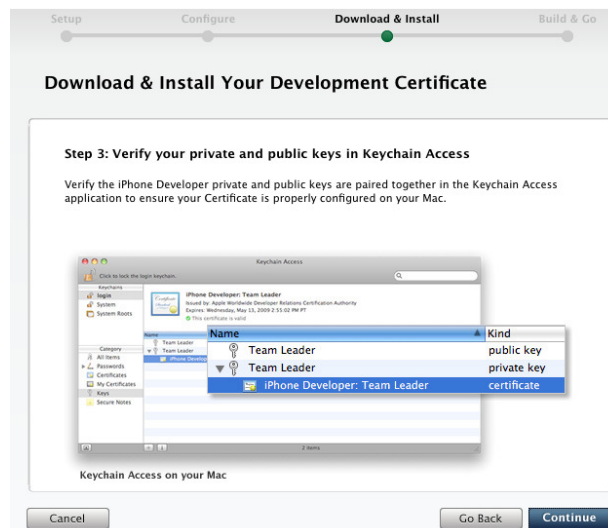 Setup
Configure
Download & Install
Build & Go
Download & Install Your Development Certificate
Step 3: Verify your private and public keys in Keychain Access
Verify the iPhone Developer private and public keys are paired together in the Keychain Access
application to ensure your Certificate is properly configured on your Mac.
Keychain Access
Click to lock the login keychain.
Keychains
login
System
System Roots
iPhone Developer: Team Leader
Issued by: Apple Worldwide Developer Relations Certification Authority
Expires: Wednesday, May 13, 2009 2:55:02 PM PT
This certificate is valid
Name
Team Leader
Team Leader
iPhone Develop
Name
Kind
Team Leader
public key
Team Leader
private key
iPhone Developer: Team Leader
certificate
Category
All Items
Passwords
Certificates
My Certificates
Keys
Secure Notes
2 items
Keychain Access on your Mac
Cancel
Go Back
Continue